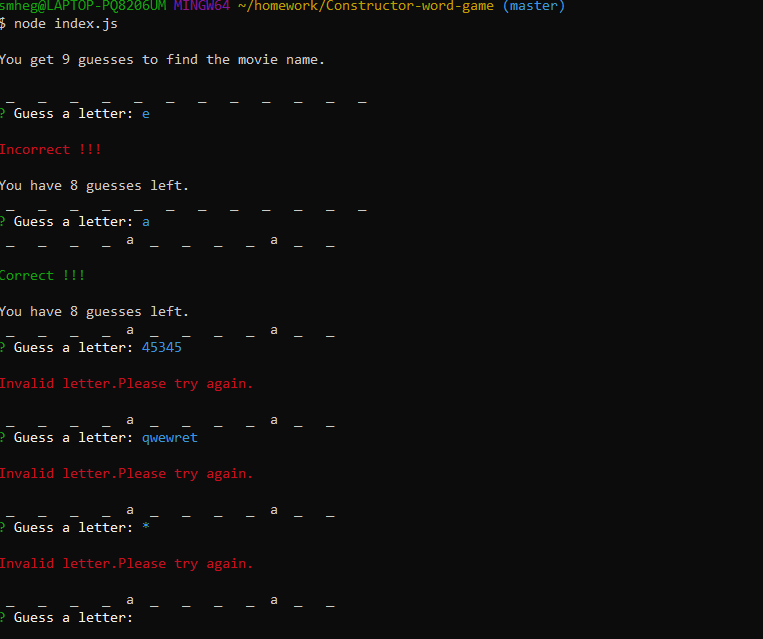 smheg@LAPTOP-PQ8206UM MINGW64 ~/homework/Constructor-word-game (master)
$ node index.js
You get 9 guesses to find the movie name.
_   _   _   _   _   _   _   _   _   _   _   _
? Guess a letter: e
Incorrect !!!
You have 8 guesses left.
_   _   _   _   _   _   _   _   _   _   _   _
? Guess a letter: a
_   _   _   _  a  _   _   _   _  a  _   _
Correct !!!
You have 8 guesses left.
_   _   _   _  a  _   _   _   _  a  _   _
? Guess a letter: 45345
Invalid letter.Please try again.
_   _   _   _  a  _   _   _   _  a  _   _
? Guess a letter: qwewret
Invalid letter.Please try again.
_   _   _   _  a  _   _   _   _  a  _   _
? Guess a letter: *
Invalid letter.Please try again.
_   _   _   _  a  _   _   _   _  a  _   _
? Guess a letter: